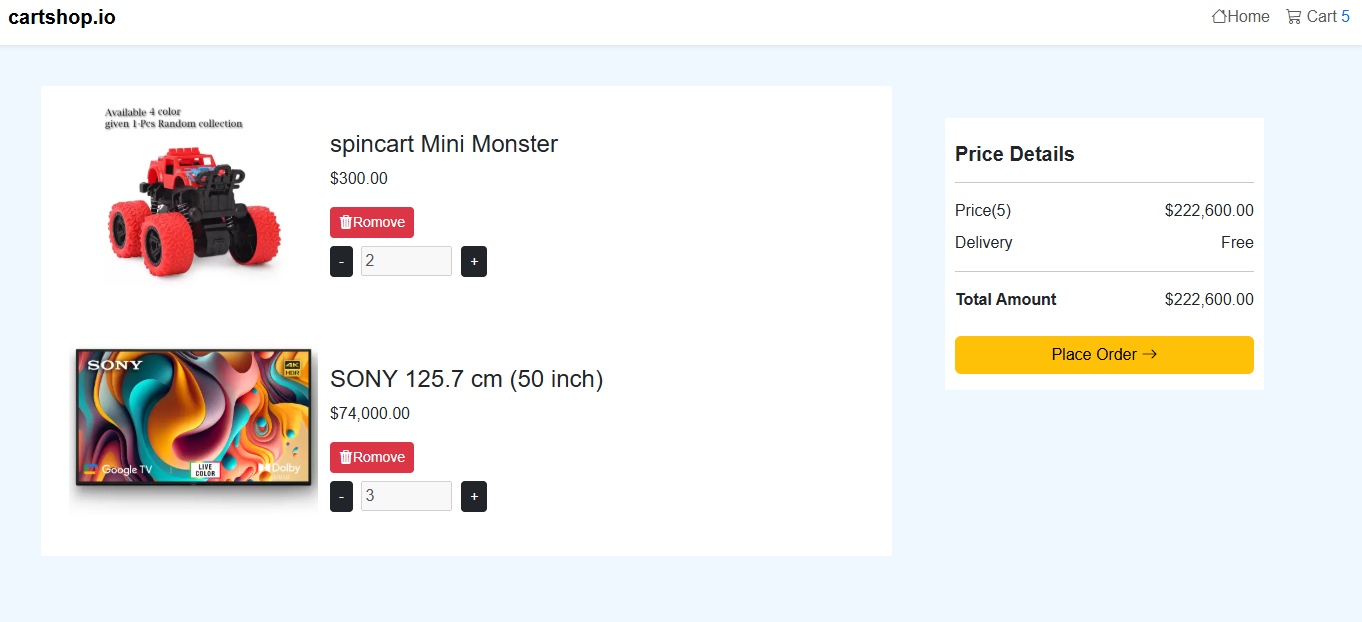 cartshop.io
Home
Cart 5
Available 4 color
given 1-Pcs Random collection
spincart Mini Monster
$300.00
Romove
- 2 +
SONY
4K
HDR
Google TV
LIVE
COLOR
Dolby
SONY 125.7 cm (50 inch)
$74,000.00
Romove
- 3 +
Price Details
Price(5) $222,600.00
Delivery Free
Total Amount $222,600.00
Place Order →